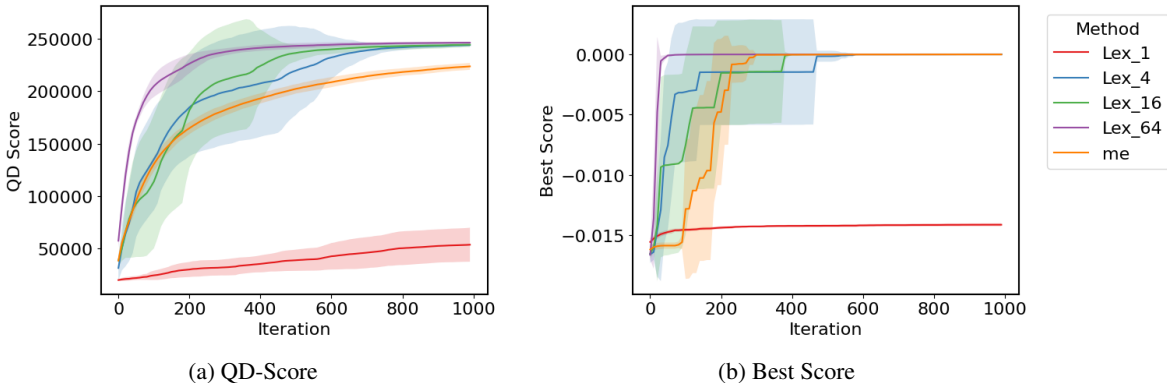 QD Score
250000
200000
150000
100000
50000
0 200 400 600 800 1000
Iteration
(a) QD-Score
Best Score
0.000
−0.005
−0.010
−0.015
0 200 400 600 800 1000
Iteration
(b) Best Score
Method
Lex_1
Lex_4
Lex_16
Lex_64
me